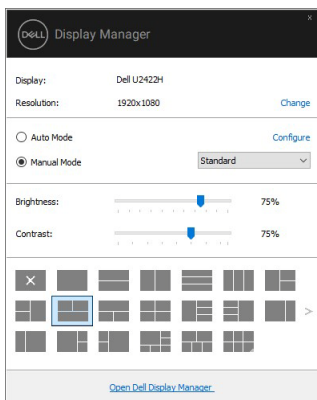 x
DELL Display Manager
Display: Dell U2422H
Resolution: 1920x1080 Change
Auto Mode Configure
Manual Mode Standard
Brightness: 75%
Contrast: 75%
Open Dell Display Manager